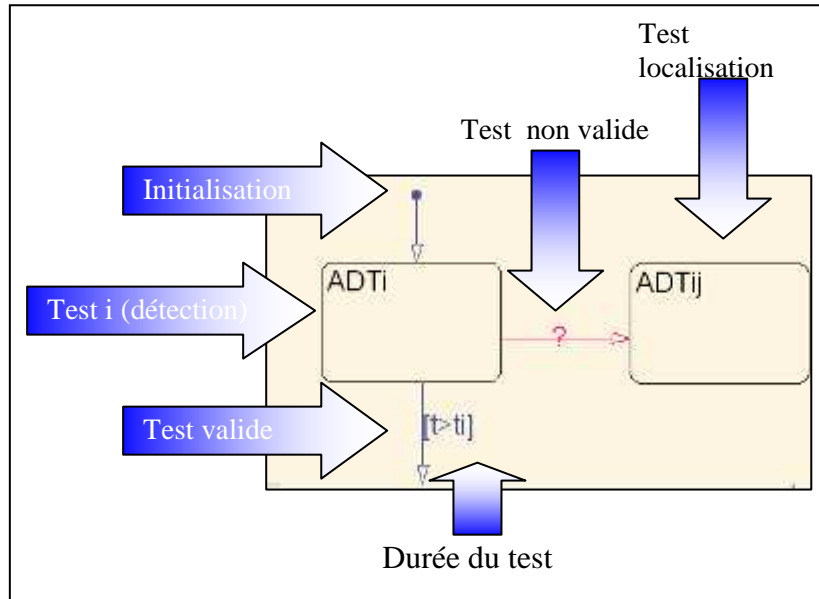 Test
localisation
Test non valide
Initialisation
ADTi
ADTij
Test i (détection)
?
Test valide
[t>ti]
Durée du test